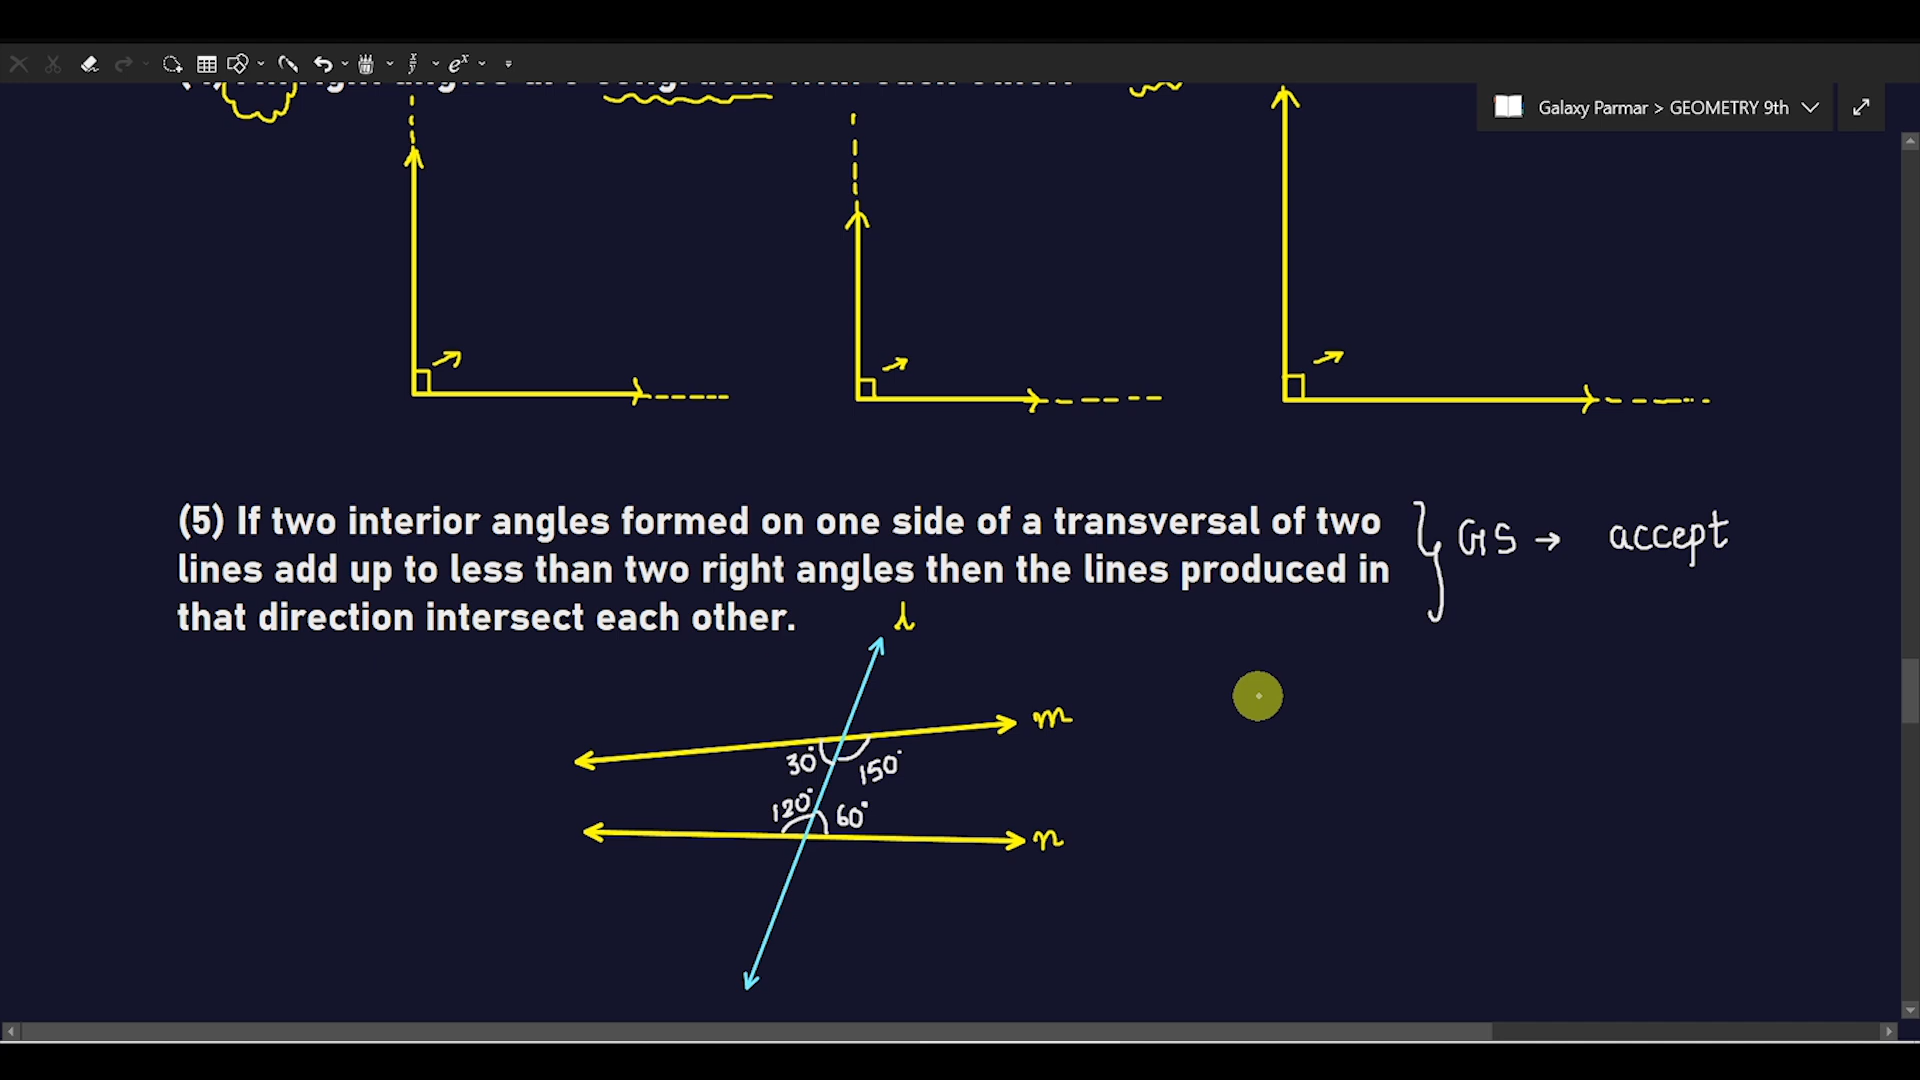 Galaxy Parmar > GEOMETRY 9th
(5) If two interior angles formed on one side of a transversal of two
lines add up to less than two right angles then the lines produced in
that direction intersect each other.
GS → accept
l
m
30° 150°
120° 60°
n